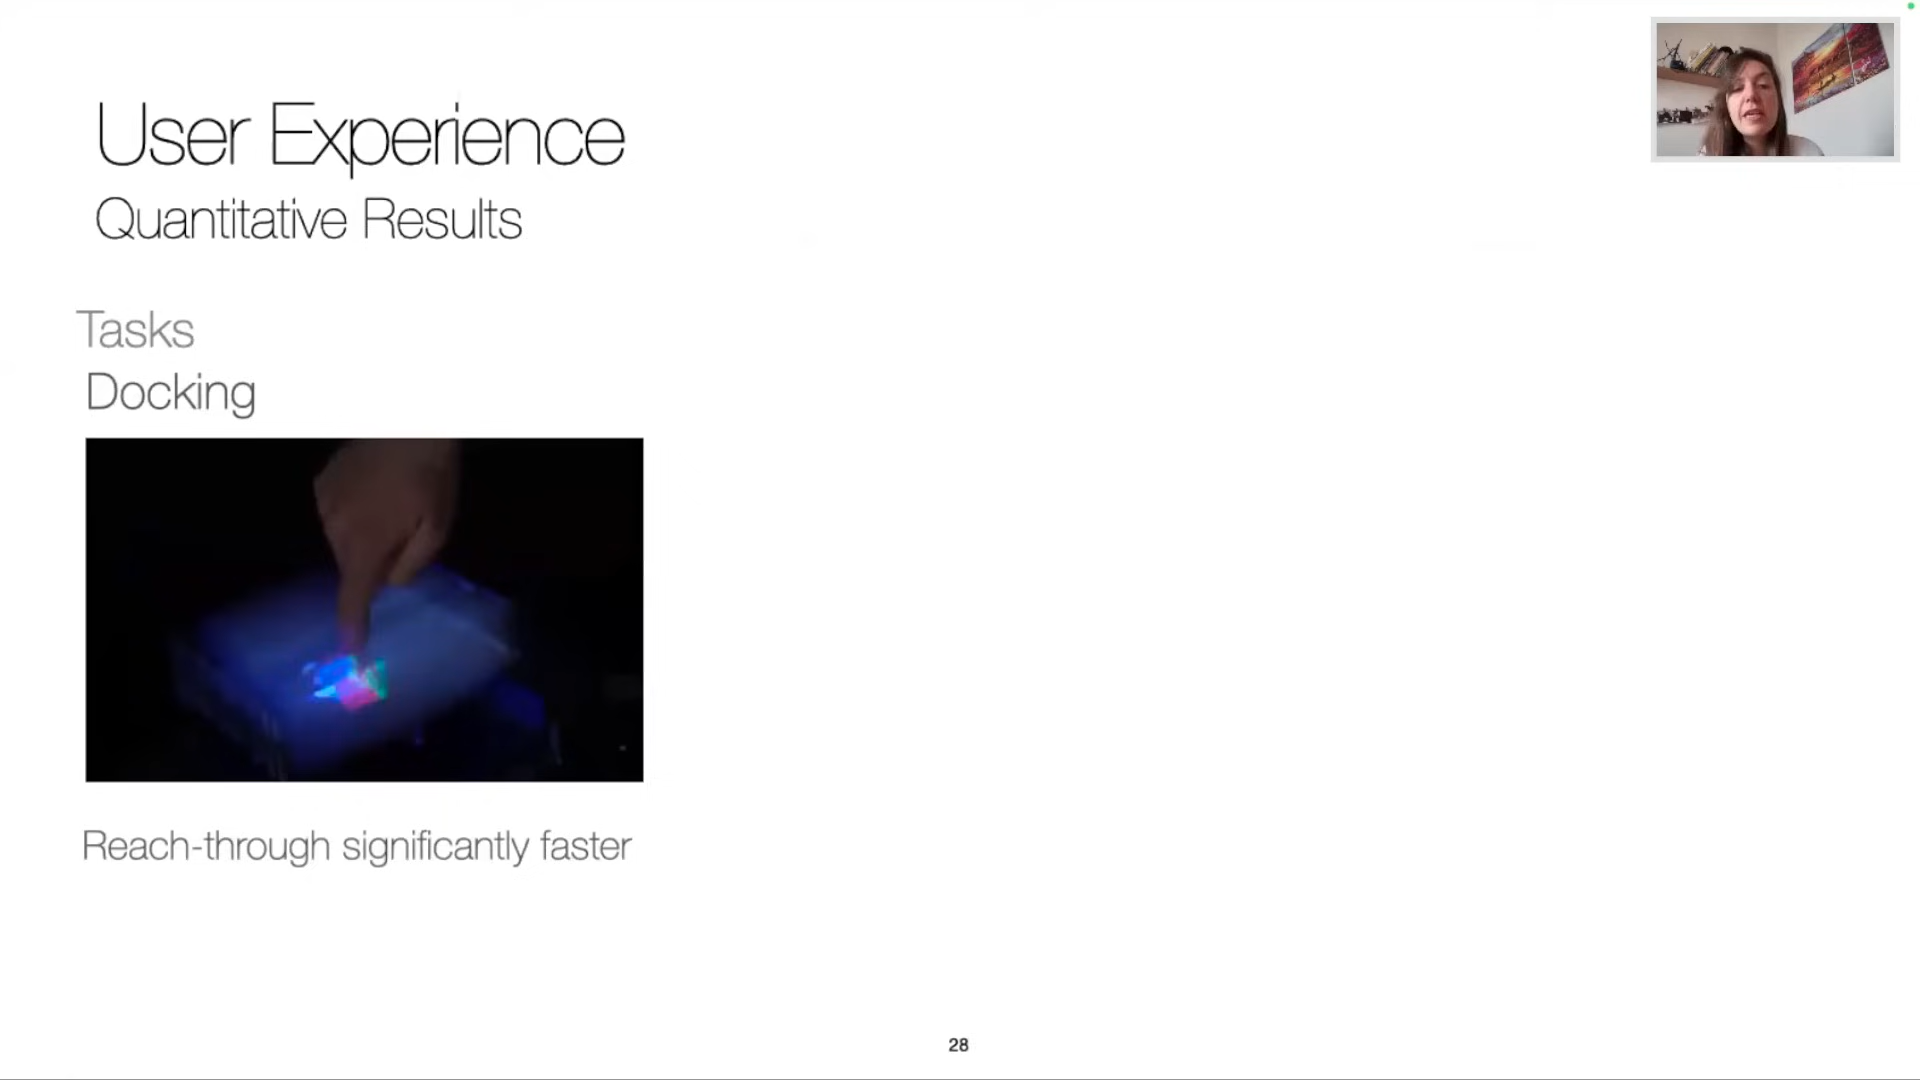 User Experience
Quantitative Results
Tasks
Docking
Reach-through significantly faster
28